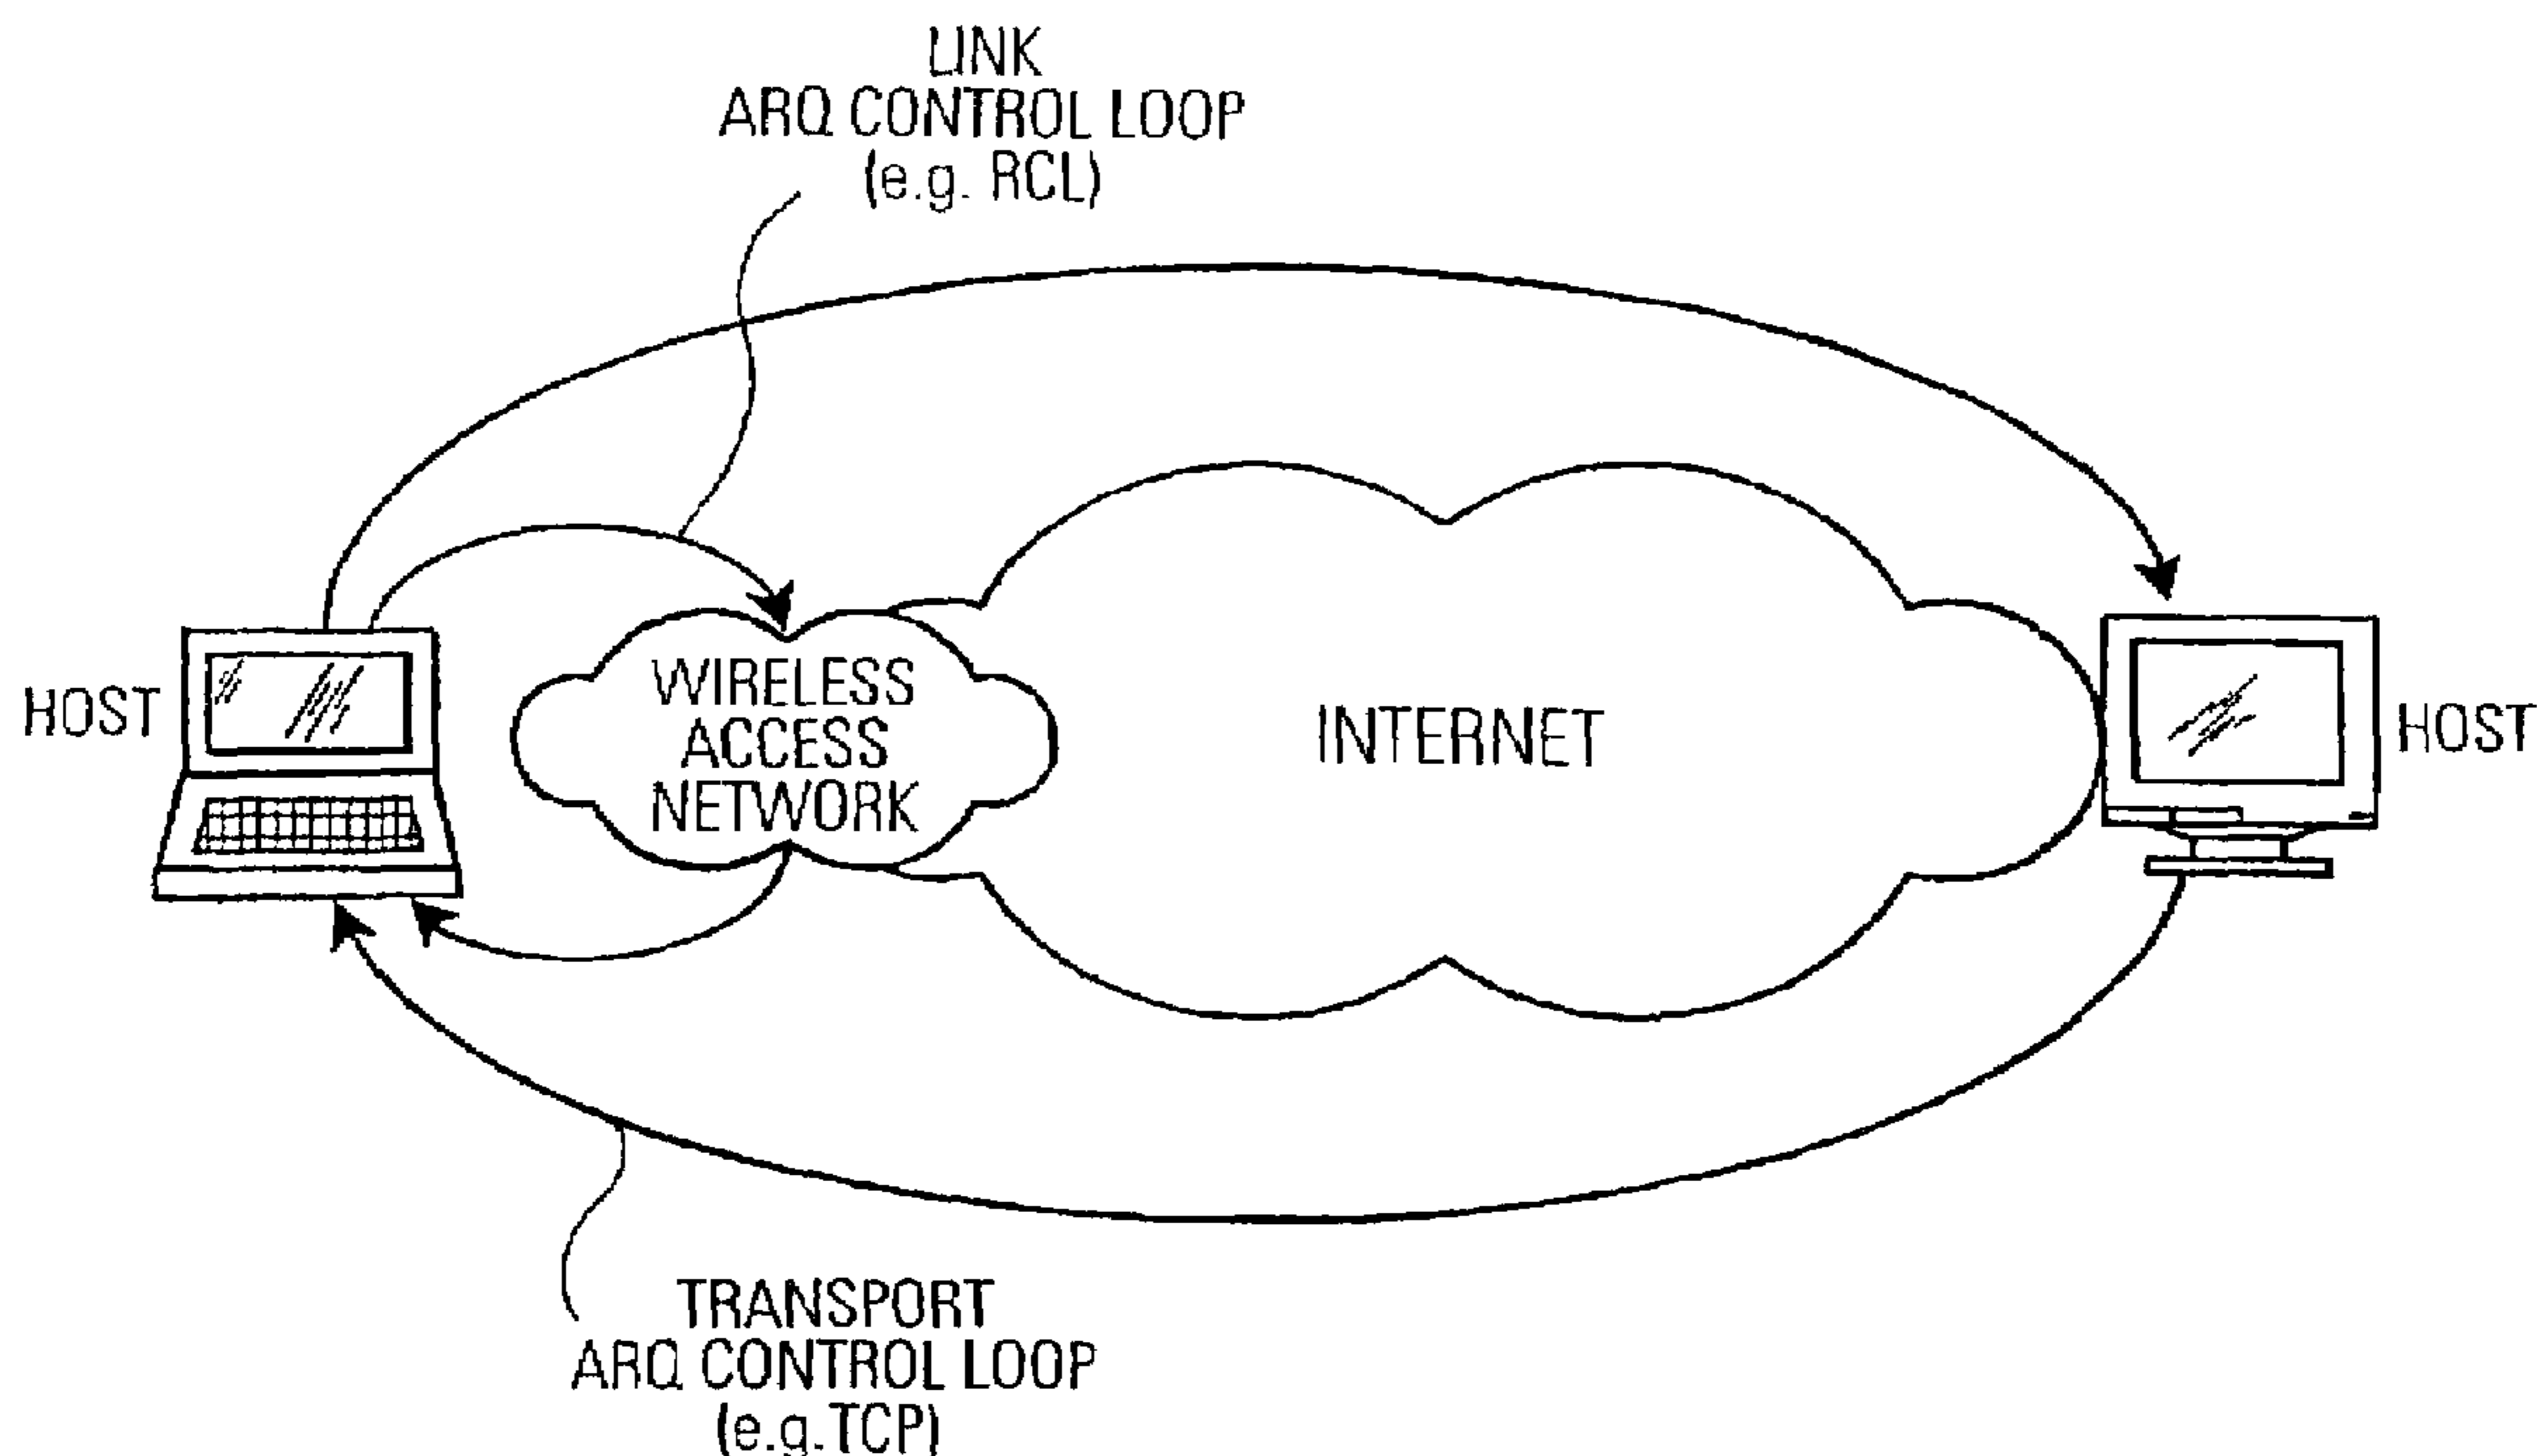 LINK
ARQ CONTROL LOOP
(e.g. RCL)
HOST
WIRELESS
ACCESS
NETWORK
INTERNET
HOST
TRANSPORT
ARQ CONTROL LOOP
(e.g.TCP)